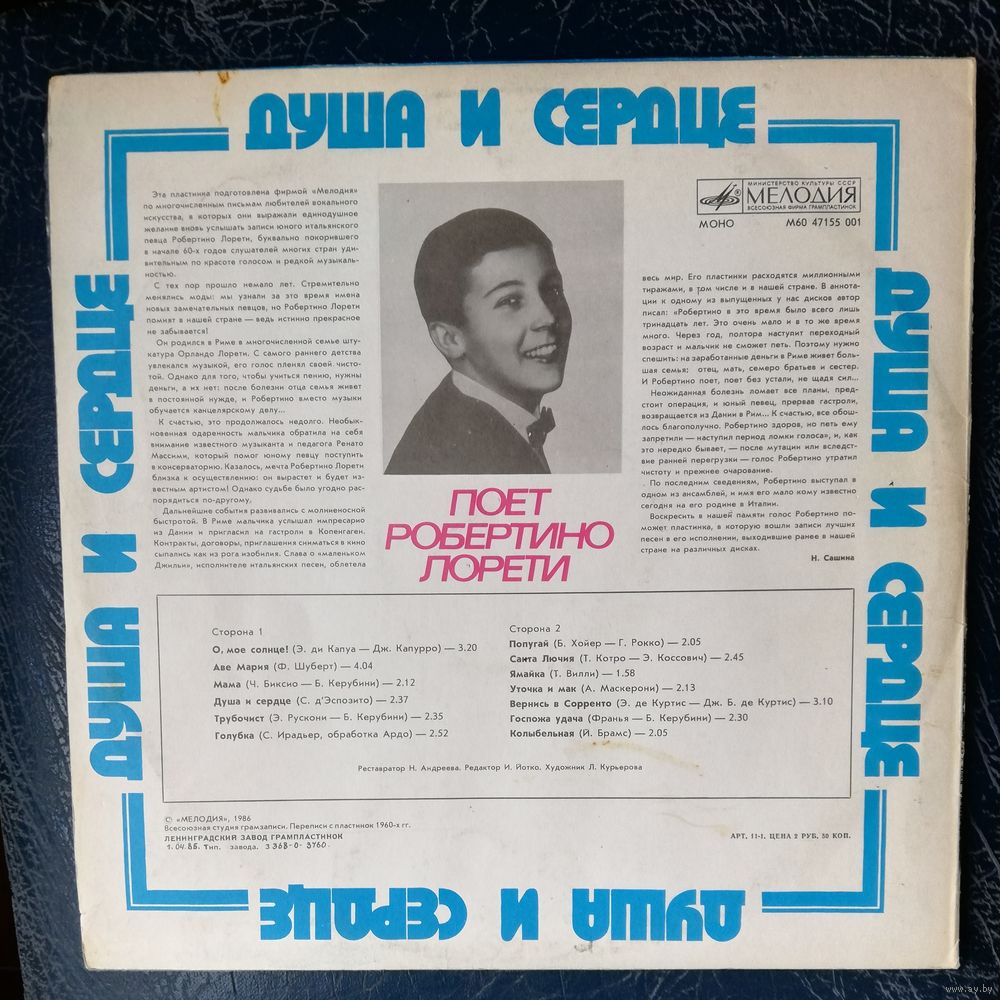 ДУША И СЕРДЦЕ
ДУША И СЕРДЦЕ
ДУША И СЕРДЦЕ
ДУША И СЕРДЦЕ
Эта пластинка подготовлена фирмой «Мелодия»
по многочисленным письмам любителей вокального
искусства, в которых они выражали единодушное
желание вновь услышать записи юного итальянского
певца Робертино Лорети, буквально покорившего
в начале 60-х годов слушателей многих стран уди-
вительным по красоте голосом и редкой музыкаль-
ностью.
С тех пор прошло немало лет. Стремительно
менялись моды: мы узнали за это время имена
новых замечательных певцов, но Робертино Лорети
помнят в нашей стране — ведь истинно прекрасное
не забывается!
Он родился в Риме в многочисленной семье шту-
катура Орландо Лорети. С самого раннего детства
увлекался музыкой, его голос пленял своей чисто-
той. Однако для того, чтобы учиться пению, нужны
деньги, а их нет: после болезни отца семья живет
в постоянной нужде, и Робертино вместо музыки
обучается канцелярскому делу...
К счастью, это продолжалось недолго. Необык-
новенная одаренность мальчика обратила на себя
внимание известного музыканта и педагога Ренато
Массими, который помог юному певцу поступить
в консерваторию. Казалось, мечта Робертино Лорети
близка к осуществлению: он вырастет и будет из-
вестным артистом! Однако судьбе было угодно рас-
порядиться по-другому.
Дальнейшие события развивались с молниеносной
быстротой. В Риме мальчика услышал импресарио
из Дании и пригласил на гастроли в Копенгаген.
Контракты, договоры, приглашения сниматься в кино
сыпались как из рога изобилия. Слава о «маленьком
Джильи», исполнителе итальянских песен, облетела
МИНИСТЕРСТВО КУЛЬТУРЫ СССР
МЕЛОДИЯ
ВСЕСОЮЗНАЯ ФИРМА ГРАМПЛАСТИНОК
МОНО М60 47155 001
весь мир. Его пластинки расходятся миллионными
тиражами, в том числе и в нашей стране. В аннота-
ции к одному из выпущенных у нас дисков автор
писал: «Робертино в это время было всего лишь
тринадцать лет. Это очень мало и в то же время
много. Через год, полтора наступит переходный
возраст и мальчик не сможет петь. Поэтому нужно
спешить: на заработанные деньги в Риме живет боль-
шая семья: отец, мать, семеро братьев и сестер.
И Робертино поет, поет без устали, не щадя сил...
Неожиданная болезнь ломает все планы, пред-
стоит операция, и юный певец, прервав гастроли,
возвращается из Дании в Рим... К счастью, все обош-
лось благополучно. Робертино здоров, но петь ему
запретили — наступил период ломки голоса», и, как
это нередко бывает, — после мутации или вследст-
вие ранней перегрузки — голос Робертино утратил
чистоту и прежнее очарование.
По последним сведениям, Робертино выступал в
одном из ансамблей, и имя его мало кому известно
сегодня на его родине в Италии.
Воскресить в нашей памяти голос Робертино по-
может пластинка, в которую вошли записи лучших
песен в его исполнении, выходившие ранее в нашей
стране на различных дисках.
Н. Сашина
ПОЕТ
РОБЕРТИНО
ЛОРЕТИ
Сторона 1
О, мое солнце! (Э. ди Капуа — Дж. Капурро) — 3.20
Аве Мария (Ф. Шуберт) — 4.04
Мама (Ч. Биксио — Б. Керубини) — 2.12
Душа и сердце (С. д'Эспозито) — 2.37
Трубочист (Э. Рускони — Б. Керубини) — 2.35
Голубка (С. Ирадьер, обработка Ардо) — 2.52
Сторона 2
Попугай (Б. Хойер — Г. Рокко) — 2.05
Санта Лючия (Т. Котро — Э. Коссович) — 2.45
Ямайка (Т. Вилли) — 1.58
Уточка и мак (А. Маскерони) — 2.13
Вернись в Сорренто (Э. де Куртис — Дж. Б. де Куртис) — 3.10
Госпожа удача (Франья — Б. Керубини) — 2.30
Колыбельная (Й. Брамс) — 2.05
Реставратор Н. Андреева. Редактор И. Йотко. Художник Л. Курьерова
© «МЕЛОДИЯ», 1986
Всесоюзная студия грамзаписи. Переписи с пластинок 1960-х гг.
ЛЕНИНГРАДСКИЙ ЗАВОД ГРАМПЛАСТИНОК
1.04.86. Тип. завода. З 368-0-3760.
АРТ. 11-1. ЦЕНА 2 РУБ. 50 КОП.
www.ay.by